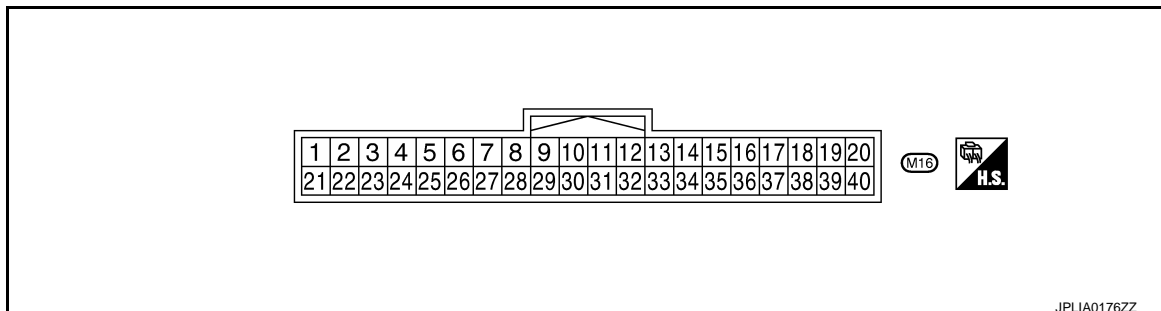 1 2 3 4 5 6 7 8 9 10 11 12 13 14 15 16 17 18 19 20
M16
H.S.
21 22 23 24 25 26 27 28 29 30 31 32 33 34 35 36 37 38 39 40
JPLIA0176ZZ